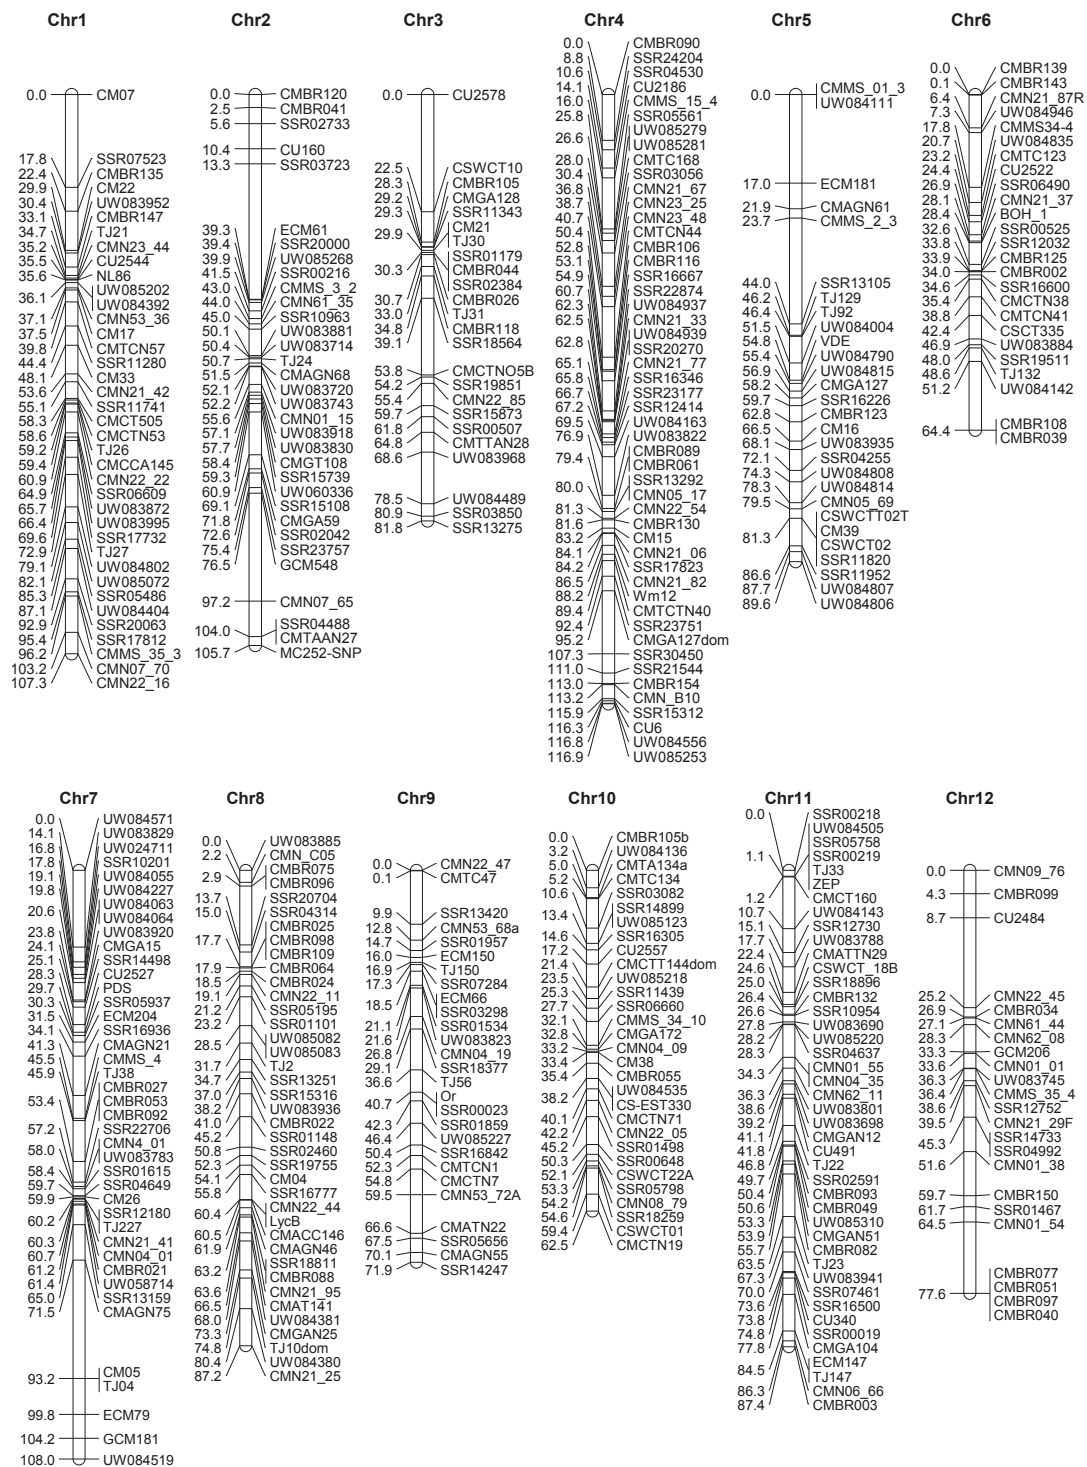 Chr1
0.0 CM07
17.8 SSR07523
22.4 CMBR135
29.9 CM22
30.4 UW083952
33.1 CMBR147
34.7 TJ21
35.2 CMN23_44
35.5 CU2544
35.6 NL86
36.1 UW085202
UW084392
37.1 CMN53_36
37.5 CM17
39.8 CMTCN57
44.4 SSR11280
48.1 CM33
53.6 CMN21_42
55.1 SSR11741
58.3 CMCT505
58.6 CMCTN53
59.2 TJ26
59.4 CMCCA145
60.9 CMN22_22
64.9 SSR06609
65.7 UW083872
66.4 UW083995
69.6 SSR17732
72.9 TJ27
79.1 UW084802
82.1 UW085072
85.3 SSR05486
87.1 UW084404
92.9 SSR20063
95.4 SSR17812
96.2 CMMS_35_3
103.2 CMN07_70
107.3 CMN22_16
Chr2
0.0 CMBR120
2.5 CMBR041
5.6 SSR02733
10.4 CU160
13.3 SSR03723
39.3 ECM61
39.4 SSR20000
39.9 UW085268
41.5 SSR00216
43.0 CMMS_3_2
44.0 CMN61_35
45.0 SSR10963
50.1 UW083881
50.4 UW083714
50.7 TJ24
51.5 CMAGN68
52.1 UW083720
52.2 UW083743
55.6 CMN01_15
57.1 UW083918
57.7 UW083830
58.4 CMGT108
59.3 SSR15739
60.9 UW060336
69.1 SSR15108
71.8 CMGA59
72.6 SSR02042
75.4 SSR23757
76.5 GCM548
97.2 CMN07_65
104.0 SSR04488
CMTAAN27
105.7 MC252-SNP
Chr3
0.0 CU2578
22.5 CSWCT10
28.3 CMBR105
29.2 CMGA128
29.3 SSR11343
29.9 CM21
TJ30
30.3 SSR01179
CMBR044
SSR02384
30.7 CMBR026
33.0 TJ31
34.8 CMBR118
39.1 SSR18564
53.8 CMCTNO5B
54.2 SSR19851
55.4 CMN22_85
59.7 SSR15873
61.8 SSR00507
64.8 CMTTAN28
68.6 UW083968
78.5 UW084489
80.9 SSR03850
81.8 SSR13275
Chr4
0.0 CMBR090
8.8 SSR24204
10.6 SSR04530
14.1 CU2186
16.0 CMMS_15_4
25.8 SSR05561
26.6 UW085279
UW085281
28.0 CMTC168
30.4 SSR03056
36.8 CMN21_67
38.7 CMN23_25
40.7 CMN23_48
50.4 CMTCN44
52.8 CMBR106
53.1 CMBR116
54.9 SSR16667
60.7 SSR22874
62.3 UW084937
62.5 CMN21_33
62.8 UW084939
SSR20270
65.1 CMN21_77
65.8 SSR16346
66.7 SSR23177
67.2 SSR12414
69.5 UW084163
76.9 UW083822
79.4 CMBR089
CMBR061
80.0 SSR13292
CMN05_17
81.3 CMN22_54
81.6 CMBR130
83.2 CM15
84.1 CMN21_06
84.2 SSR17823
86.5 CMN21_82
88.2 Wm12
89.4 CMTCTN40
92.4 SSR23751
95.2 CMGA127dom
107.3 SSR30450
111.0 SSR21544
113.0 CMBR154
113.2 CMN_B10
115.9 SSR15312
116.3 CU6
116.8 UW084556
116.9 UW085253
Chr5
0.0 CMMS_01_3
UW084111
17.0 ECM181
21.9 CMAGN61
23.7 CMMS_2_3
44.0 SSR13105
46.2 TJ129
46.4 TJ92
51.5 UW084004
54.8 VDE
55.4 UW084790
56.9 UW084815
58.2 CMGA127
59.7 SSR16226
62.8 CMBR123
66.5 CM16
68.1 UW083935
72.1 SSR04255
74.3 UW084808
78.3 UW084814
79.5 CMN05_69
81.3 CSWCTT02T
CM39
CSWCT02
SSR11820
86.6 SSR11952
87.7 UW084807
89.6 UW084806
Chr6
0.0 CMBR139
0.1 CMBR143
6.4 CMN21_87R
7.3 UW084946
17.8 CMMS34-4
20.7 UW084835
23.2 CMTC123
24.4 CU2522
26.9 SSR06490
28.1 CMN21_37
28.4 BOH_1
32.6 SSR00525
33.8 SSR12032
33.9 CMBR125
34.0 CMBR002
34.6 SSR16600
35.4 CMCTN38
38.8 CMTCN41
42.4 CSCT335
46.9 UW083884
48.0 SSR19511
48.6 TJ132
51.2 UW084142
64.4 CMBR108
CMBR039
Chr7
0.0 UW084571
14.1 UW083829
16.8 UW024711
17.8 SSR10201
19.1 UW084055
19.8 UW084227
20.6 UW084063
UW084064
23.8 UW083920
24.1 CMGA15
25.1 SSR14498
28.3 CU2527
29.7 PDS
30.3 SSR05937
31.5 ECM204
34.1 SSR16936
41.3 CMAGN21
45.5 CMMS_4
45.9 TJ38
53.4 CMBR027
CMBR053
CMBR092
57.2 SSR22706
58.0 CMN4_01
UW083783
58.4 SSR01615
59.7 SSR04649
59.9 CM26
60.2 SSR12180
TJ227
60.3 CMN21_41
60.7 CMN04_01
61.2 CMBR021
61.4 UW058714
65.0 SSR13159
71.5 CMAGN75
93.2 CM05
TJ04
99.8 ECM79
104.2 GCM181
108.0 UW084519
Chr8
0.0 UW083885
2.2 CMN_C05
2.9 CMBR075
CMBR096
13.7 SSR20704
15.0 SSR04314
17.7 CMBR025
CMBR098
CMBR109
17.9 CMBR064
18.5 CMBR024
19.1 CMN22_11
21.2 SSR05195
23.2 SSR01101
28.5 UW085082
UW085083
31.7 TJ2
34.7 SSR13251
37.0 SSR15316
38.2 UW083936
41.0 CMBR022
45.2 SSR01148
50.8 SSR02460
52.3 SSR19755
54.1 CM04
55.8 SSR16777
60.4 CMN22_44
LycB
60.5 CMACC146
61.9 CMAGN46
63.2 SSR18811
CMBR088
63.6 CMN21_95
66.5 CMAT141
68.0 UW084381
73.3 CMGAN25
74.8 TJ10dom
80.4 UW084380
87.2 CMN21_25
Chr9
0.0 CMN22_47
0.1 CMTC47
9.9 SSR13420
12.8 CMN53_68a
14.7 SSR01957
16.0 ECM150
16.9 TJ150
17.3 SSR07284
18.5 ECM66
SSR03298
21.1 SSR01534
21.6 UW083823
26.8 CMN04_19
29.1 SSR18377
36.6 TJ56
40.7 Or
SSR00023
42.3 SSR01859
46.4 UW085227
50.4 SSR16842
52.3 CMTCN1
54.8 CMCTN7
59.5 CMN53_72A
66.6 CMATN22
67.5 SSR05656
70.1 CMAGN55
71.9 SSR14247
Chr10
0.0 CMBR105b
3.2 UW084136
5.0 CMTA134a
5.2 CMTC134
10.6 SSR03082
13.4 SSR14899
UW085123
14.6 SSR16305
17.2 CU2557
21.4 CMCTT144dom
23.5 UW085218
25.3 SSR11439
27.7 SSR06660
32.1 CMMS_34_10
32.8 CMGA172
33.2 CMN04_09
33.4 CM38
35.4 CMBR055
38.2 UW084535
CS-EST330
40.1 CMCTN71
42.2 CMN22_05
45.2 SSR01498
50.3 SSR00648
52.1 CSWCT22A
53.3 SSR05798
54.2 CMN08_79
54.6 SSR18259
59.4 CSWCT01
62.5 CMCTN19
Chr11
0.0 SSR00218
1.1 UW084505
SSR05758
SSR00219
TJ33
ZEP
1.2 CMCT160
10.7 UW084143
15.1 SSR12730
17.7 UW083788
22.4 CMATTN29
24.6 CSWCT_18B
25.0 SSR18896
26.4 CMBR132
26.6 SSR10954
27.8 UW083690
28.2 UW085220
28.3 SSR04637
34.3 CMN01_55
CMN04_35
36.3 CMN62_11
38.6 UW083801
39.2 UW083698
41.1 CMGAN12
41.8 CU491
46.8 TJ22
49.7 SSR02591
50.4 CMBR093
50.6 CMBR049
53.3 UW085310
53.9 CMGAN51
55.7 CMBR082
63.5 TJ23
67.3 UW083941
70.0 SSR07461
73.6 SSR16500
73.8 CU340
74.8 SSR00019
77.8 CMGA104
84.5 ECM147
TJ147
86.3 CMN06_66
87.4 CMBR003
Chr12
0.0 CMN09_76
4.3 CMBR099
8.7 CU2484
25.2 CMN22_45
26.9 CMBR034
27.1 CMN61_44
28.3 CMN62_08
33.3 GCM206
33.6 CMN01_01
36.3 UW083745
36.4 CMMS_35_4
38.6 SSR12752
39.5 CMN21_29F
45.3 SSR14733
SSR04992
51.6 CMN01_38
59.7 CMBR150
61.7 SSR01467
64.5 CMN01_54
77.6 CMBR077
CMBR051
CMBR097
CMBR040